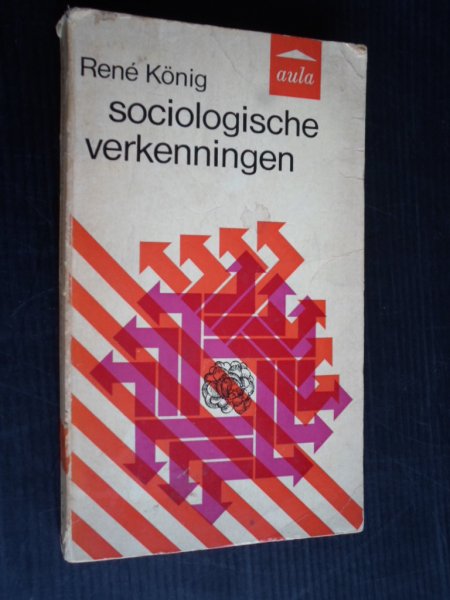 René König
aula
sociologische
verkenningen